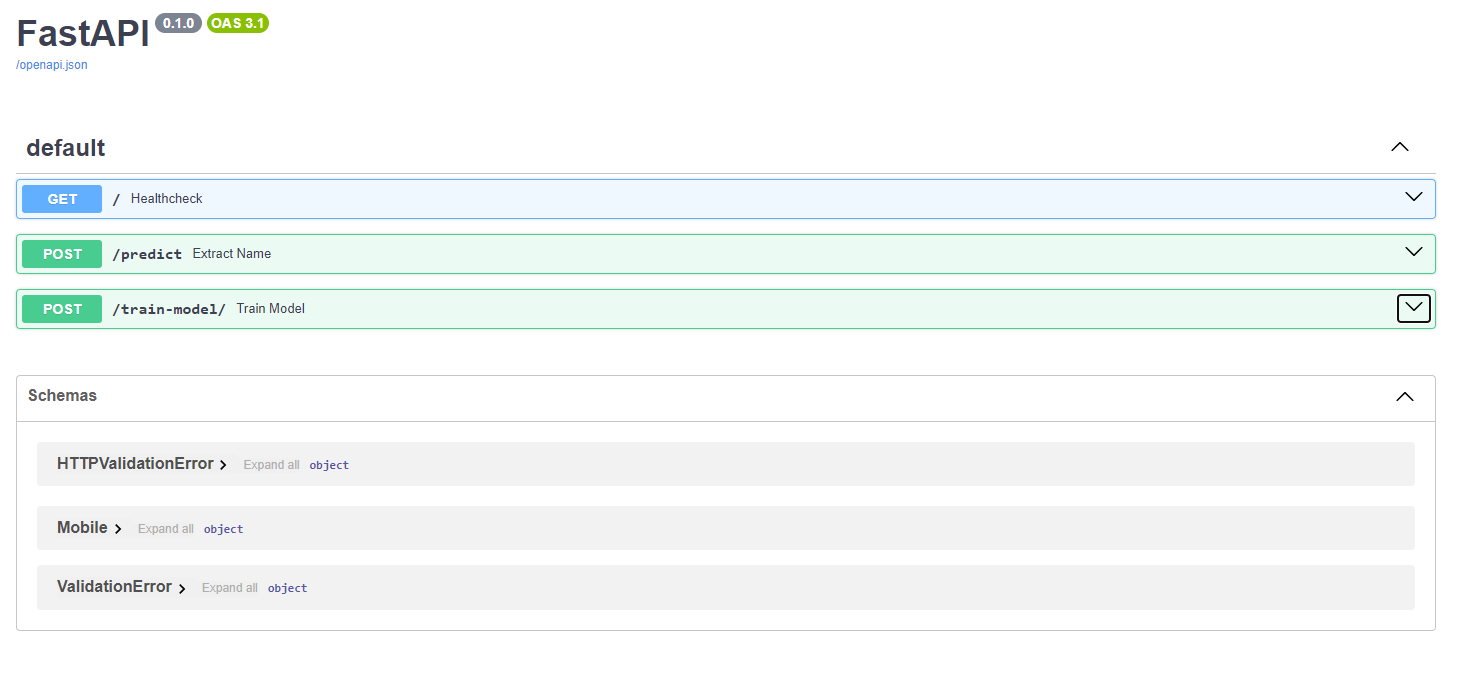 FastAPI 0.1.0 OAS 3.1
/openapi.json
default
GET / Healthcheck
POST /predict Extract Name
POST /train-model/ Train Model
Schemas
HTTPValidationError Expand all object
Mobile Expand all object
ValidationError Expand all object